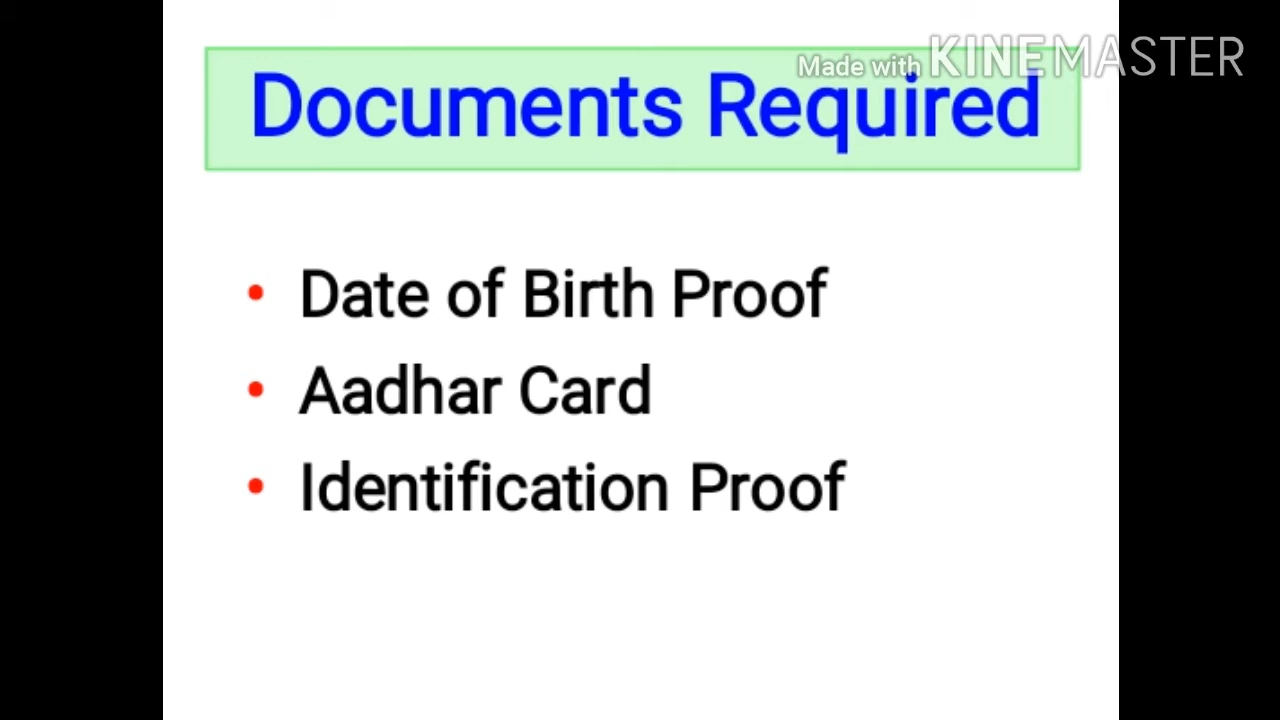 Made with KINEMASTER
Documents Required
• Date of Birth Proof
• Aadhar Card
• Identification Proof